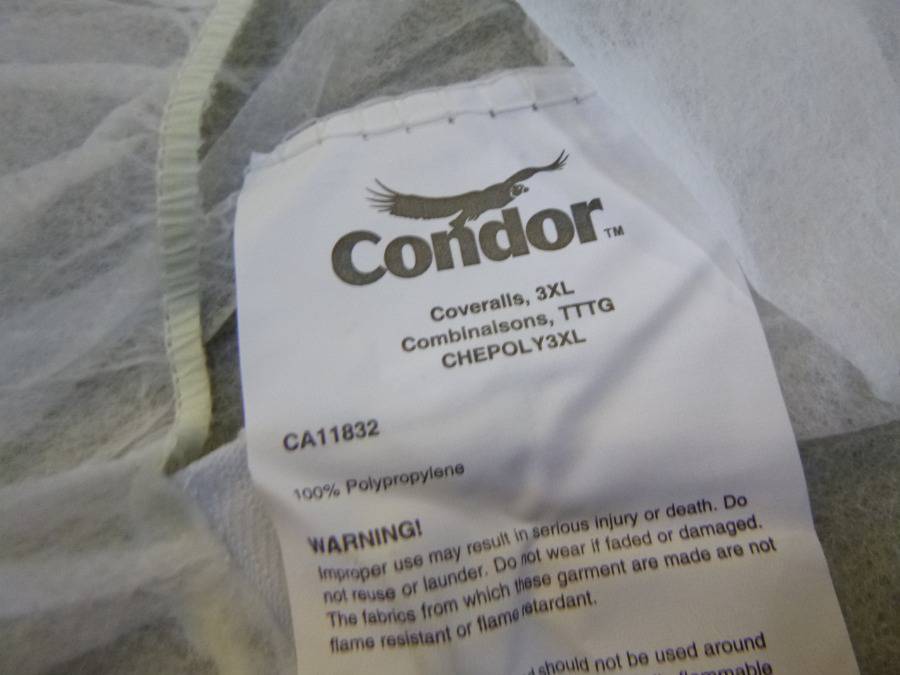 Condor™
Coveralls, 3XL
Combinaisons, TTTG
CHEPOLY3XL
CA11832
100% Polypropylene
WARNING!
Improper use may result in serious injury or death. Do
not reuse or launder. Do not wear if faded or damaged.
The fabrics from which these garment are made are not
flame resistant or flame retardant.
should not be used around
flammable